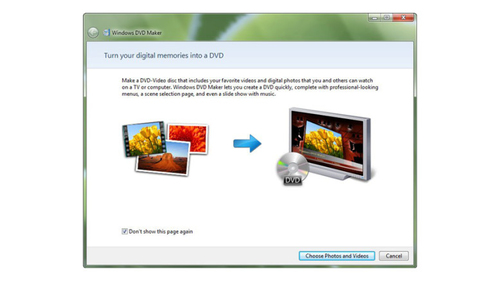 Windows DVD Maker
Turn your digital memories into a DVD
Make a DVD-Video disc that includes your favorite videos and digital photos that you and others can watch
on a TV or computer. Windows DVD Maker lets you create a DVD quickly, complete with professional-looking
menus, a scene selection page, and even a slide show with music.
DVD
Don't show this page again
Choose Photos and Videos
Cancel